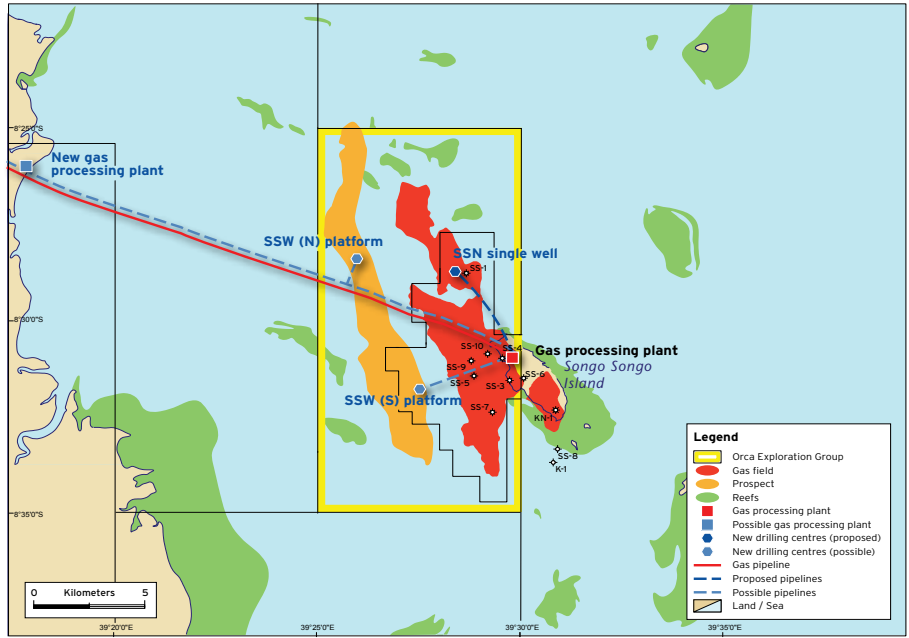 8°25'0"S
New gas
processing plant
SSW (N) platform
SSN single well
SS-1
8°30'0"S
SS-10
SS-4
Gas processing plant
SS-9
Songo Songo
SS-5
SS-3
SS-6
Island
SSW (S) platform
SS-7
KN-1
SS-8
K-1
8°35'0"S
Legend
Orca Exploration Group
Gas field
Prospect
Reefs
Gas processing plant
Possible gas processing plant
New drilling centres (proposed)
New drilling centres (possible)
Gas pipeline
Proposed pipelines
Possible pipelines
Land / Sea
0 Kilometers 5
39°20'0"E
39°25'0"E
39°30'0"E
39°35'0"E